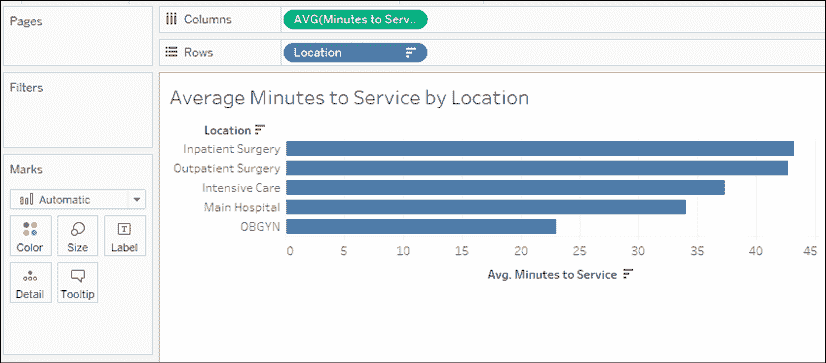 Pages
Columns
AVG(Minutes to Serv..
Rows
Location
Filters
Average Minutes to Service by Location
Location
Inpatient Surgery
Outpatient Surgery
Intensive Care
Main Hospital
OBGYN
0 5 10 15 20 25 30 35 40 45
Avg. Minutes to Service
Marks
Automatic
Color Size Label
T
Detail Tooltip